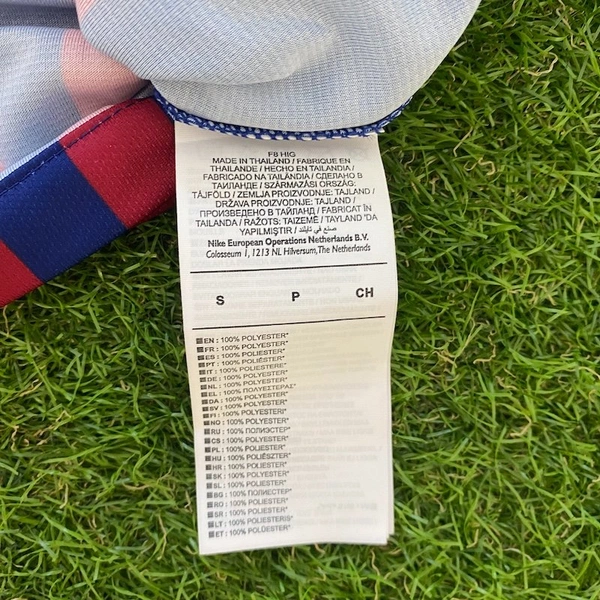 F8 HIG
MADE IN THAILAND / FABRIQUE EN
THAILANDE / HECHO EN TAILANDIA /
FABRICADO NA TAILÂNDIA / СДЕЛАНО В
ТАИЛАНДЕ / SZÁRMAZÁSI ORSZÁG:
TÁJFÖLD / ZEMLJA PROIZVODNJE: TAJLAND /
DRŽAVA PROIZVODNJE: TAJLAND /
ПРОИЗВЕДЕНО В ТАЙЛАНД / FABRICAT ÎN
TAILANDA / RAŽOTS: TAIZEMĒ / TAYLAND 'DA
YAPILMIŞTIR / صنع في تايلند
Nike European Operations Netherlands B.V.
Colosseum 1, 1213 NL Hilversum, The Netherlands
S P CH
EN : 100% POLYESTER*
FR : 100% POLYESTER*
ES : 100% POLIÉSTER*
PT : 100% POLIÉSTER*
IT : 100% POLIESTERE*
DE : 100% POLYESTER*
NL : 100% POLYESTER*
EL : 100% ΠΟΛΥΕΣΤΕΡΑΣ*
DA : 100% POLYESTER*
SV : 100% POLYESTER*
FI : 100% POLYESTERI*
NO : 100% POLYESTER*
RU : 100% ПОЛИЭСТЕР*
CS : 100% POLYESTER*
PL : 100% POLIESTER*
HU : 100% POLIÉSZTER*
HR : 100% POLIESTER*
SK : 100% POLYESTER*
SL : 100% POLIESTER*
BG : 100% ПОЛИЕСТЕР*
RO : 100% POLIESTER*
SR : 100% POLIESTER*
LT : 100% POLIESTERIS*
ET : 100% POLÜESTER*